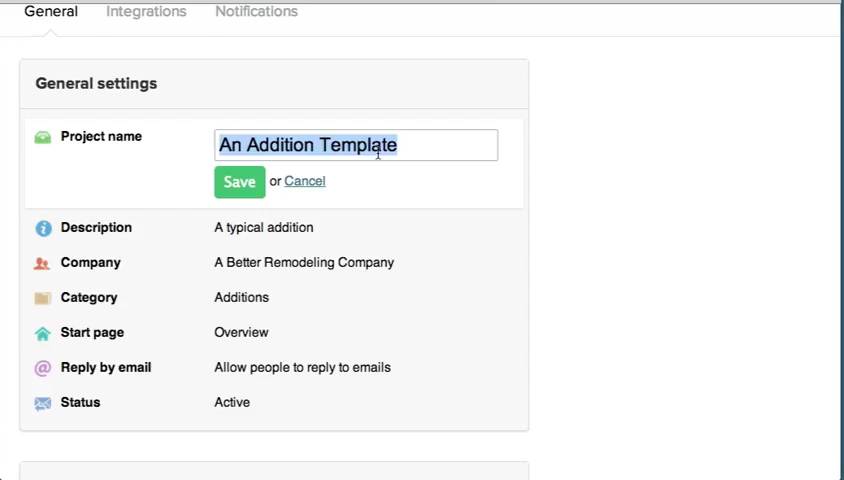 General Integrations Notifications
General settings
Project name An Addition Template
Save or Cancel
Description A typical addition
Company A Better Remodeling Company
Category Additions
Start page Overview
Reply by email Allow people to reply to emails
Status Active